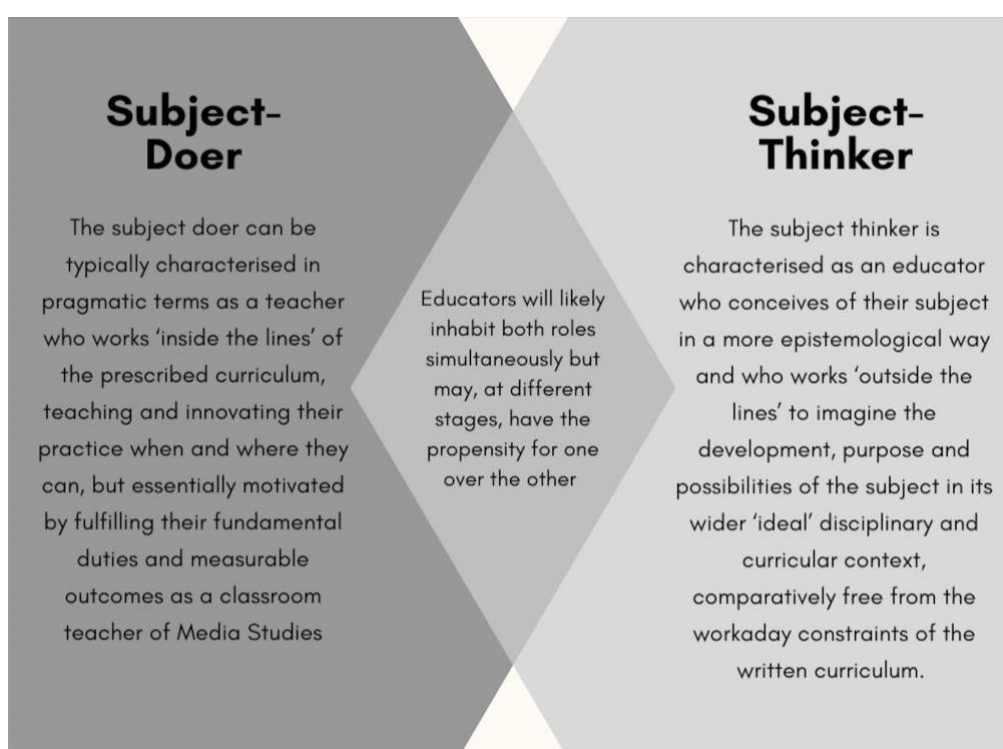 Subject-
Doer
The subject doer can be
typically characterised in
pragmatic terms as a teacher
who works ‘inside the lines’ of
the prescribed curriculum,
teaching and innovating their
practice when and where they
can, but essentially motivated
by fulfilling their fundamental
duties and measurable
outcomes as a classroom
teacher of Media Studies
Educators will likely
inhabit both roles
simultaneously but
may, at different
stages, have the
propensity for one
over the other
Subject-
Thinker
The subject thinker is
characterised as an educator
who conceives of their subject
in a more epistemological way
and who works ‘outside the
lines’ to imagine the
development, purpose and
possibilities of the subject in its
wider ‘ideal’ disciplinary and
curricular context,
comparatively free from the
workaday constraints of the
written curriculum.